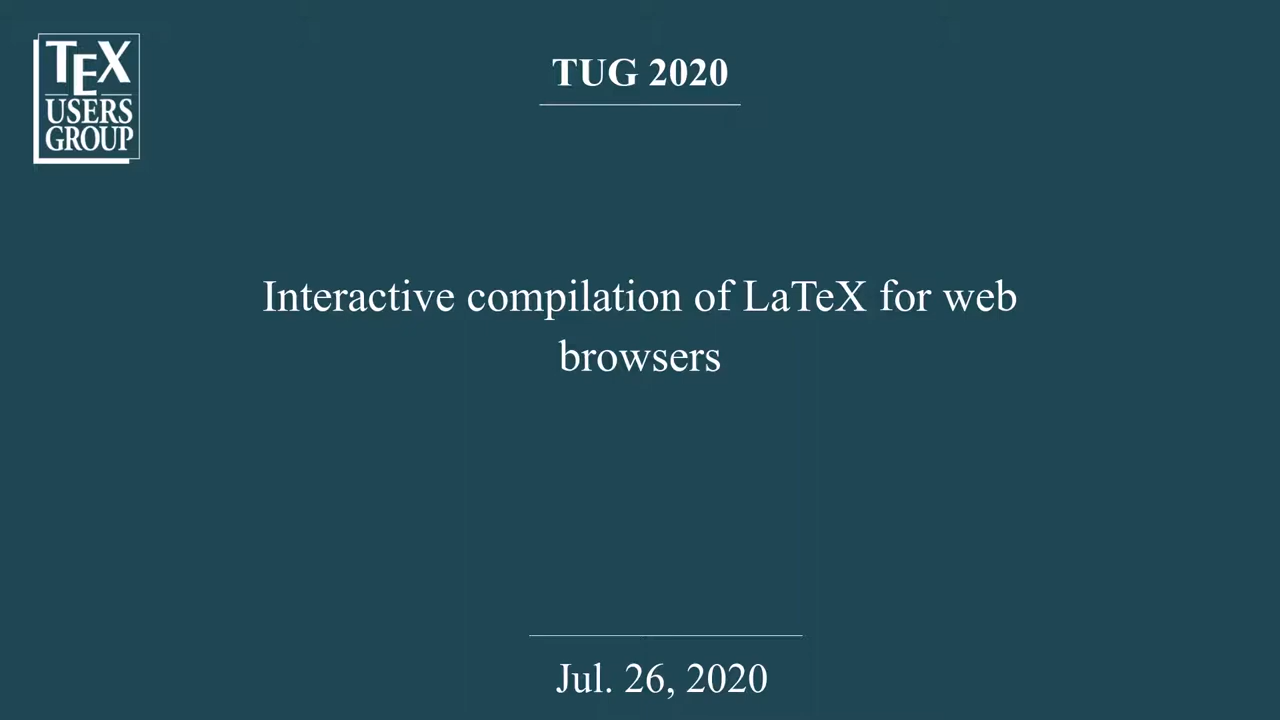 TEX
USERS
GROUP
TUG 2020
Interactive compilation of LaTeX for web
browsers
Jul. 26, 2020